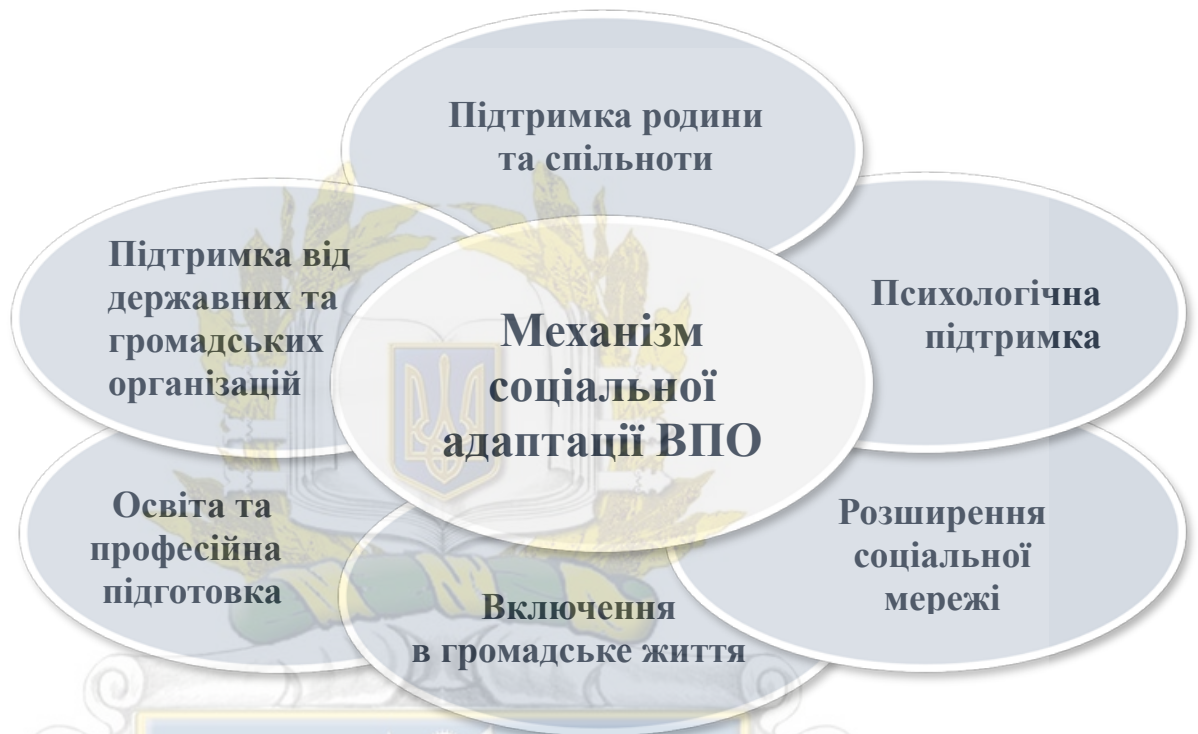 Підтримка родини
та спільноти
Підтримка від
державних та
громадських
організацій
Механізм
соціальної
адаптації ВПО
Психологічна
підтримка
Освіта та
професійна
підготовка
Включення
в громадське життя
Розширення
соціальної
мережі